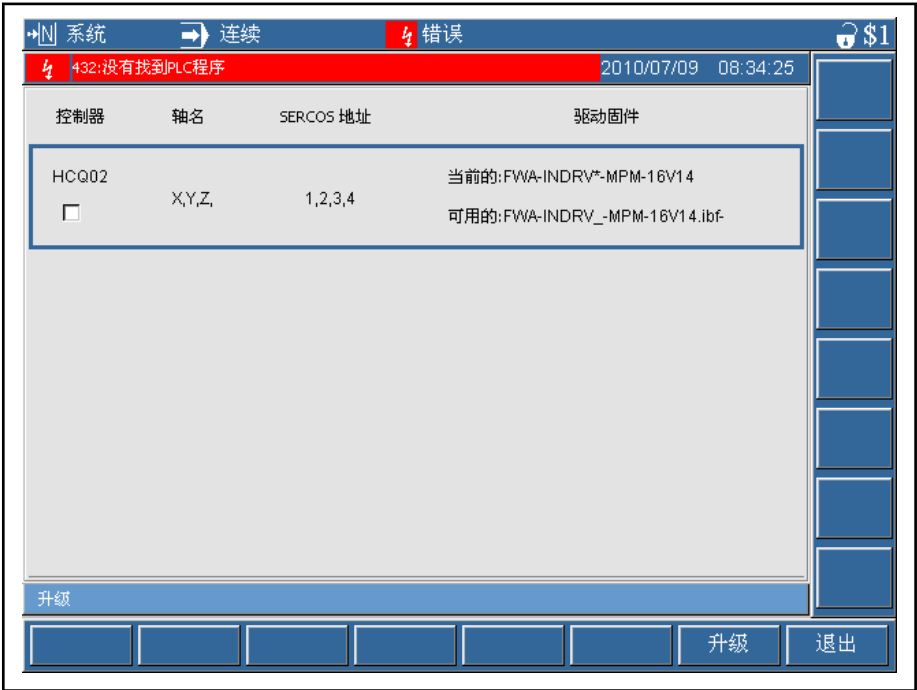 N 系统 连续 错误 $1
432:没有找到PLC程序 2010/07/09 08:34:25
控制器 轴名 SERCOS 地址 驱动固件
HCQ02 X,Y,Z, 1,2,3,4 当前的:FWA-INDRV*-MPM-16V14
可用的:FWA-INDRV_-MPM-16V14.ibf-
升级
升级 退出